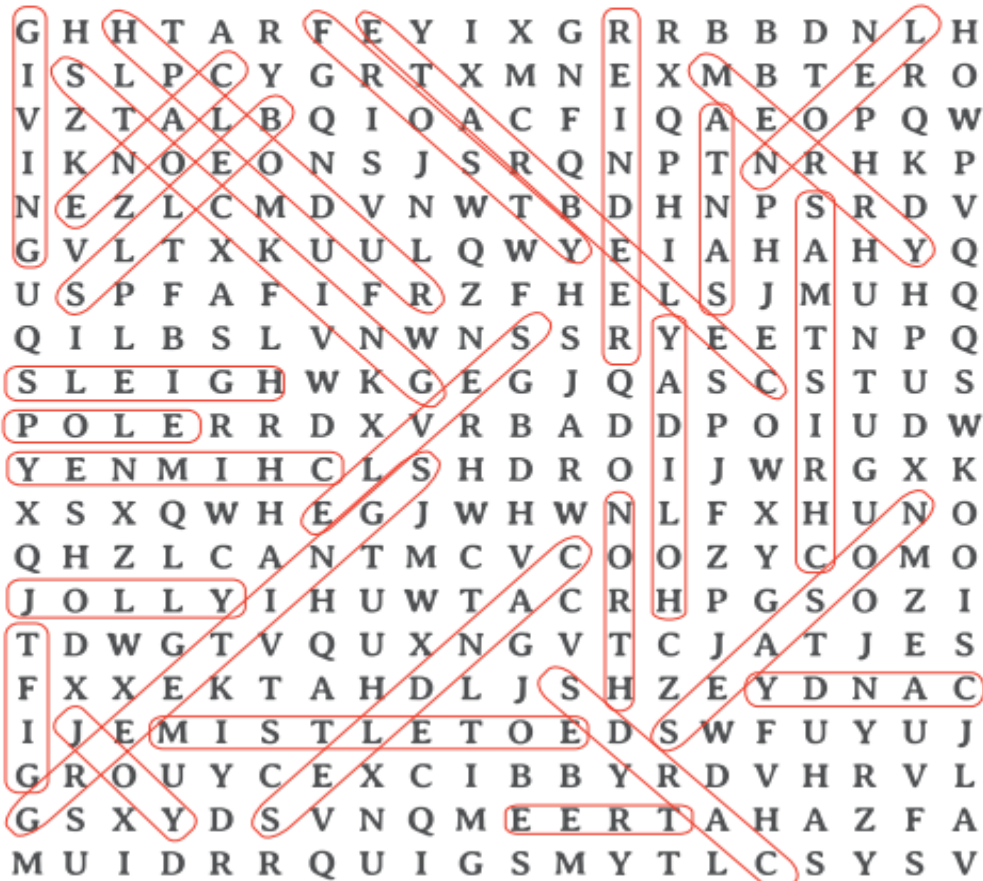 G H H T A R F E Y I X G R R B B D N L H
I S L P C Y G R T X M N E X M B T E R O
V Z T A L B Q I O A C F I Q A E O P Q W
I K N O E O N S J S R Q N P T N R H K P
N E Z L C M D V N W T B D H N P S R D V
G V L T X K U U L Q W Y E I A H A H Y Q
U S P F A F I F R Z F H E L S J M U H Q
Q I L B S L V N W N S S R Y E E T N P Q
S L E I G H W K G E G J Q A S C S T U S
P O L E R R D X V R B A D D P O I U D W
Y E N M I H C L S H D R O I J W R G X K
X S X Q W H E G J W H W N L F X H U N O
Q H Z L C A N T M C V C O O Z Y C O M O
J O L L Y I H U W T A C R H P G S O Z I
T D W G T V Q U X N G V T C J A T J E S
F X X E K T A H D L J S H Z E Y D N A C
I J E M I S T L E T O E D S W F U Y U J
G R O U Y C E X C I B B Y R D V H R V L
G S X Y D S V N Q M E E R T A H A Z F A
M U I D R R Q U I G S M Y T L C S Y S V